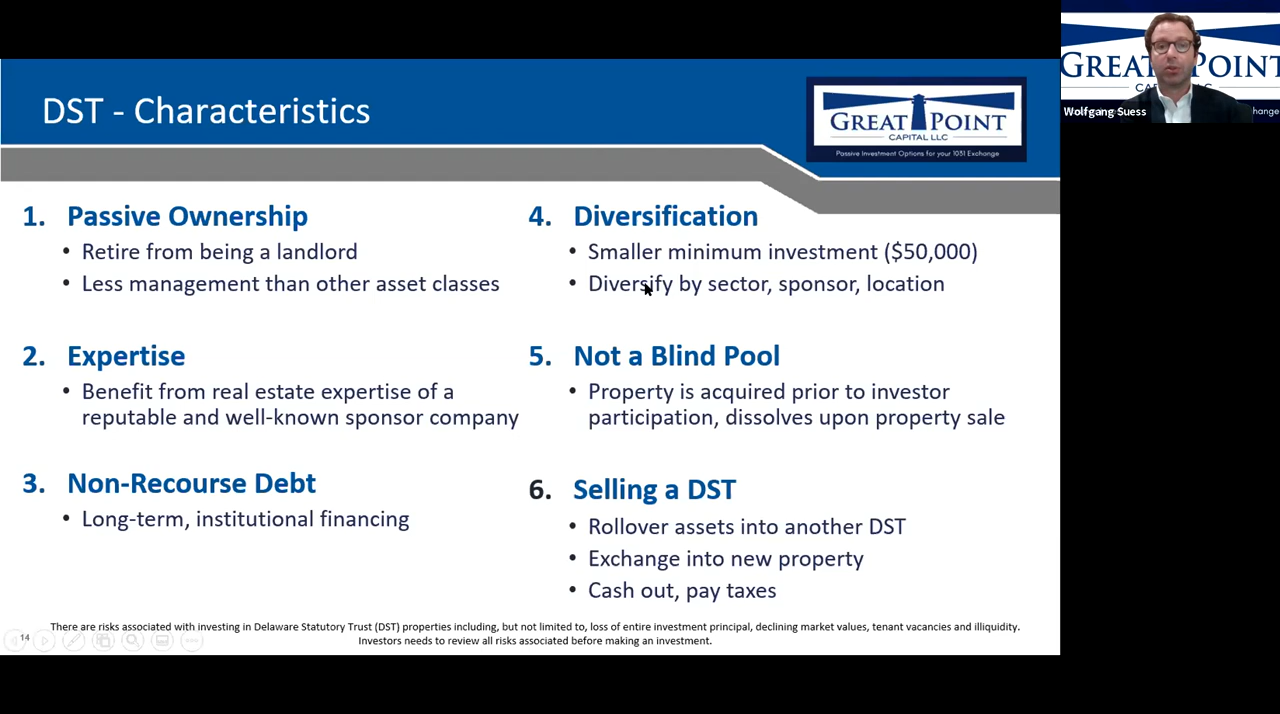 DST - Characteristics
GREAT POINT
CAPITAL LLC
Passive Investment Options for your 1031 Exchange
1. Passive Ownership
• Retire from being a landlord
• Less management than other asset classes
2. Expertise
• Benefit from real estate expertise of a
reputable and well-known sponsor company
3. Non-Recourse Debt
• Long-term, institutional financing
4. Diversification
• Smaller minimum investment ($50,000)
• Diversify by sector, sponsor, location
5. Not a Blind Pool
• Property is acquired prior to investor
participation, dissolves upon property sale
6. Selling a DST
• Rollover assets into another DST
• Exchange into new property
• Cash out, pay taxes
There are risks associated with investing in Delaware Statutory Trust (DST) properties including, but not limited to, loss of entire investment principal, declining market values, tenant vacancies and illiquidity.
Investors needs to review all risks associated before making an investment.
14
GREAT POINT
Wolfgang Suess